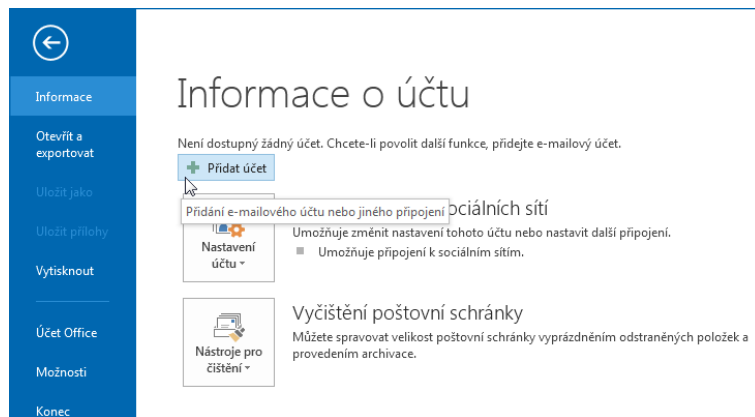 Informace
Otevřít a
exportovat
Uložit jako
Uložit přílohy
Vytisknout
Účet Office
Možnosti
Konec
Informace o účtu
Není dostupný žádný účet. Chcete-li povolit další funkce, přidejte e-mailový účet.
Přidat účet
Přidání e-mailového účtu nebo jiného připojení
ociálních sítí
Nastavení
účtu
Umožňuje změnit nastavení tohoto účtu nebo nastavit další připojení.
Umožňuje připojení k sociálním sítím.
Nástroje pro
čištění
Vyčištění poštovní schránky
Můžete spravovat velikost poštovní schránky vyprázdněním odstraněných položek a
provedením archivace.